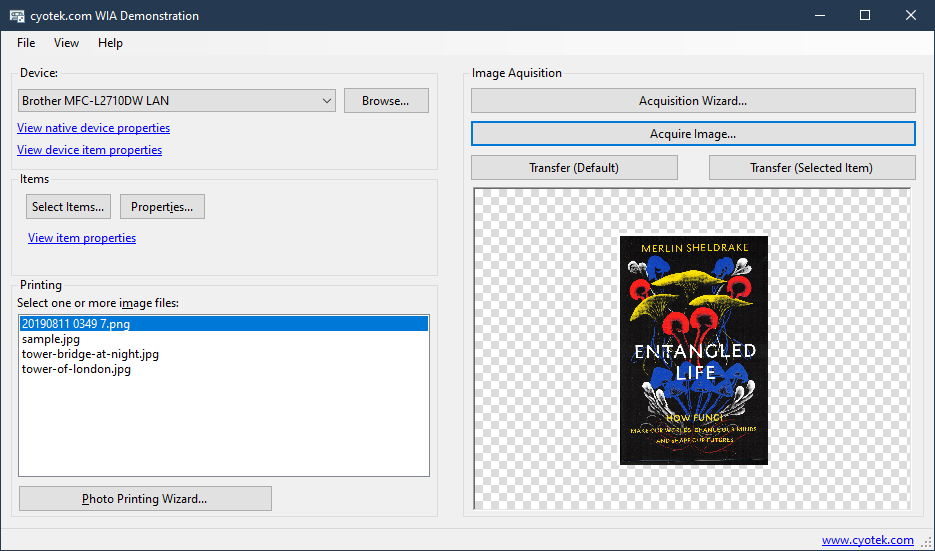 cyotek.com WIA Demonstration
File View Help
Device:
Brother MFC-L2710DW LAN
Browse...
View native device properties
View device item properties
Items
Select Items...
Properties...
View item properties
Printing
Select one or more image files:
20190811 0349 7.png
sample.jpg
tower-bridge-at-night.jpg
tower-of-london.jpg
Photo Printing Wizard...
Image Aquisition
Acquisition Wizard...
Acquire Image...
Transfer (Default)
Transfer (Selected Item)
MERLIN SHELDRAKE
ENTANGLED
LIFE
HOW FUNGI
MAKE OUR WORLDS, CHANGE OUR MINDS
AND SHAPE OUR FUTURES
www.cyotek.com